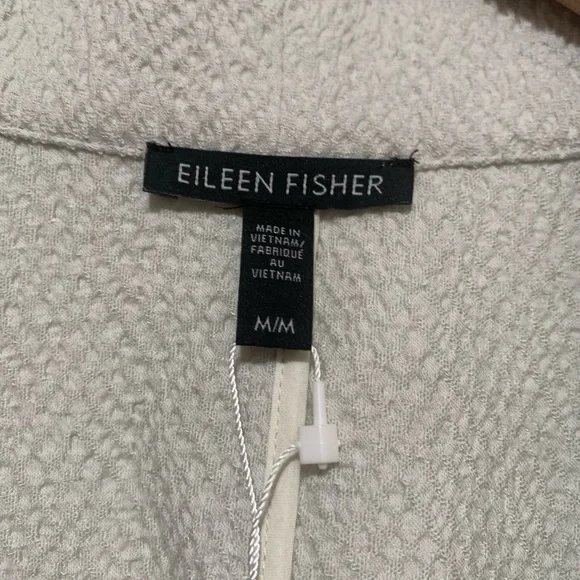 EILEEN FISHER
MADE IN
VIETNAM/
FABRIQUÉ
AU
VIETNAM
M/M